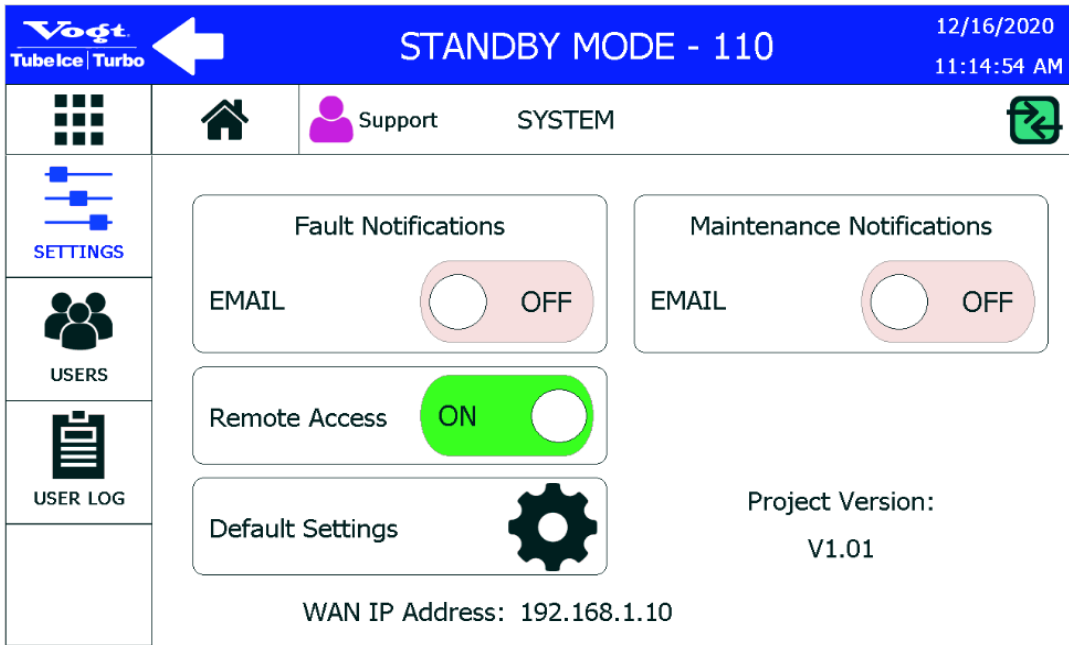 Vogt.
Tube Ice | Turbo
STANDBY MODE - 110
12/16/2020
11:14:54 AM
Support
SYSTEM
SETTINGS
USERS
USER LOG
Fault Notifications
EMAIL
OFF
Maintenance Notifications
EMAIL
OFF
Remote Access
ON
Default Settings
Project Version:
V1.01
WAN IP Address: 192.168.1.10